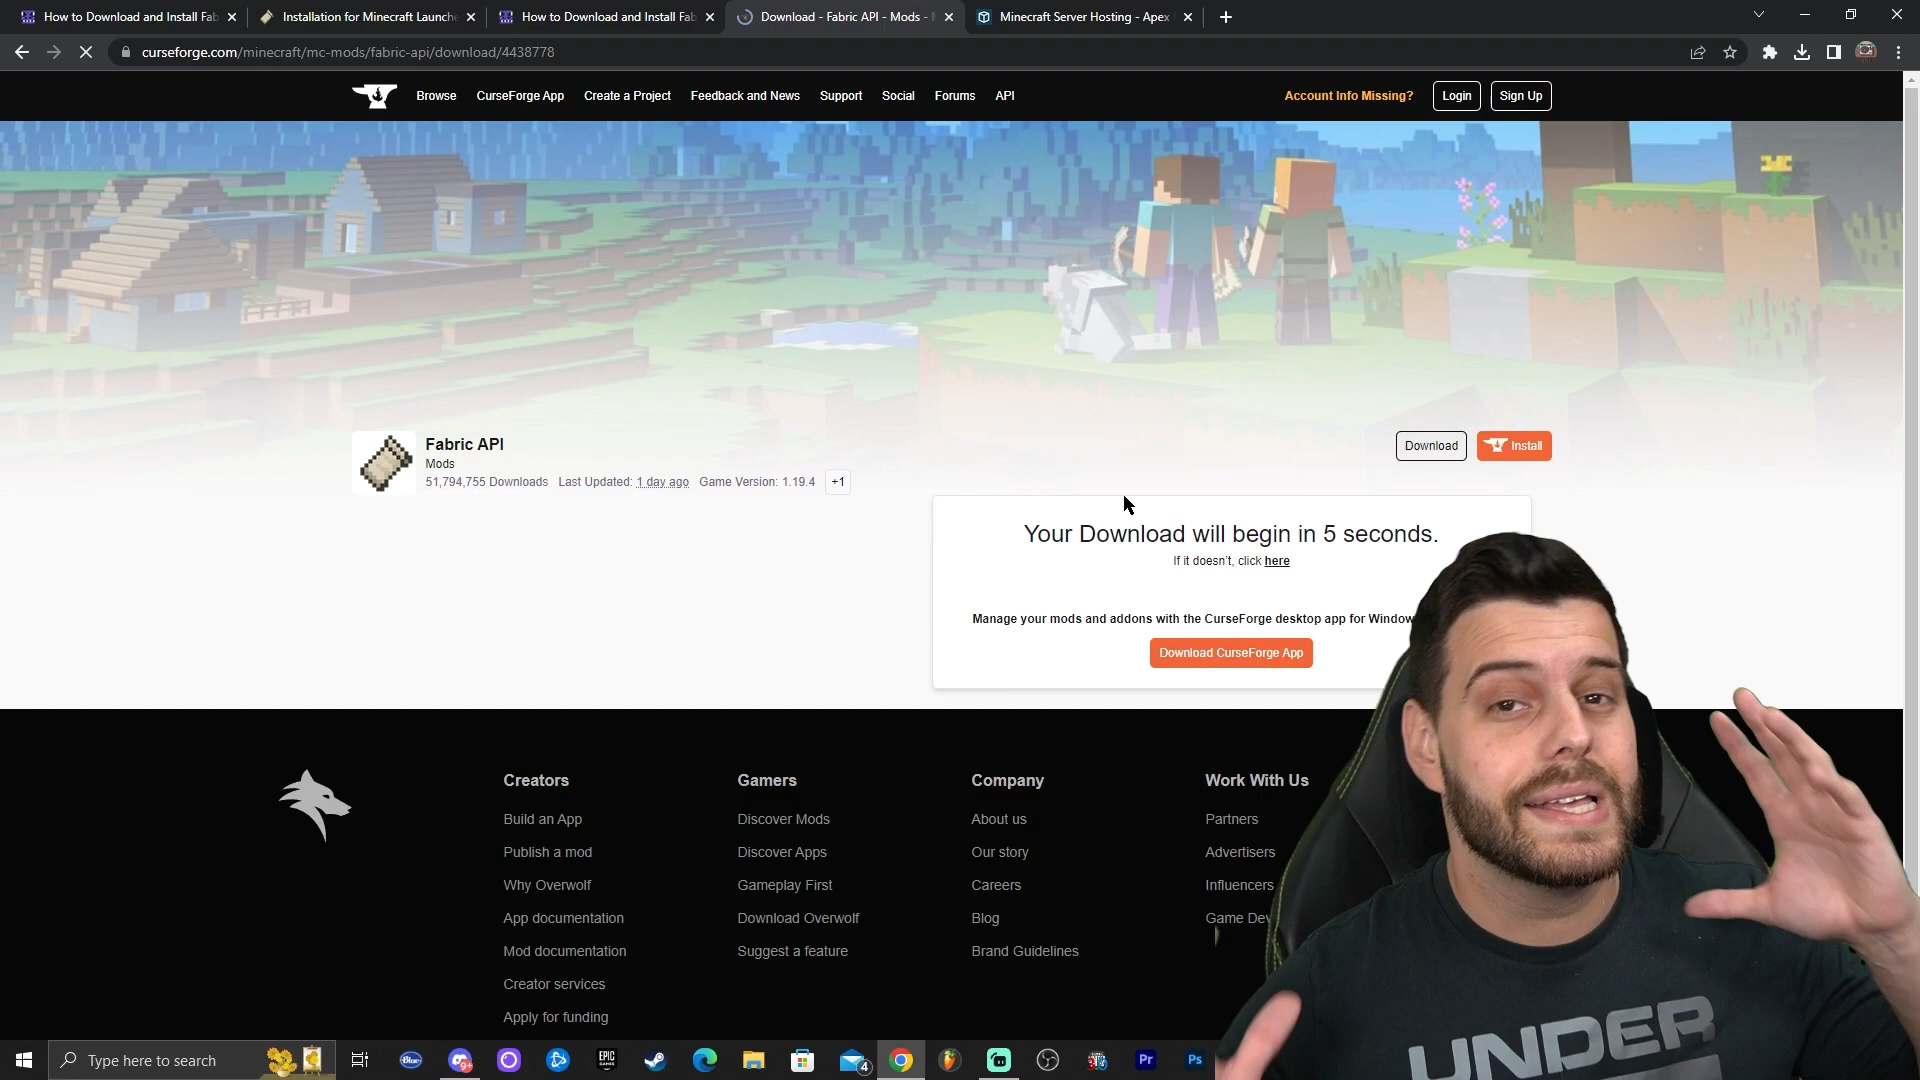 How to Download and Install Fab
Installation for Minecraft Launche
How to Download and Install Fab
Download - Fabric API - Mods -
Minecraft Server Hosting - Apex
curseforge.com/minecraft/mc-mods/fabric-api/download/4438778
Browse
CurseForge App
Create a Project
Feedback and News
Support
Social
Forums
API
Account Info Missing?
Login
Sign Up
Fabric API
Mods
51,794,755 Downloads Last Updated: 1 day ago Game Version: 1.19.4 +1
Download
Install
Your Download will begin in 5 seconds.
If it doesn't, click here
Manage your mods and addons with the CurseForge desktop app for Window
Download CurseForge App
Creators
Build an App
Publish a mod
Why Overwolf
App documentation
Mod documentation
Creator services
Apply for funding
Gamers
Discover Mods
Discover Apps
Gameplay First
Download Overwolf
Suggest a feature
Company
About us
Our story
Careers
Blog
Brand Guidelines
Work With Us
Partners
Advertisers
Influencers
Game Dev
UNDER
Type here to search
Blue
9+
EPIC
GAMES
4
Pr
Ps